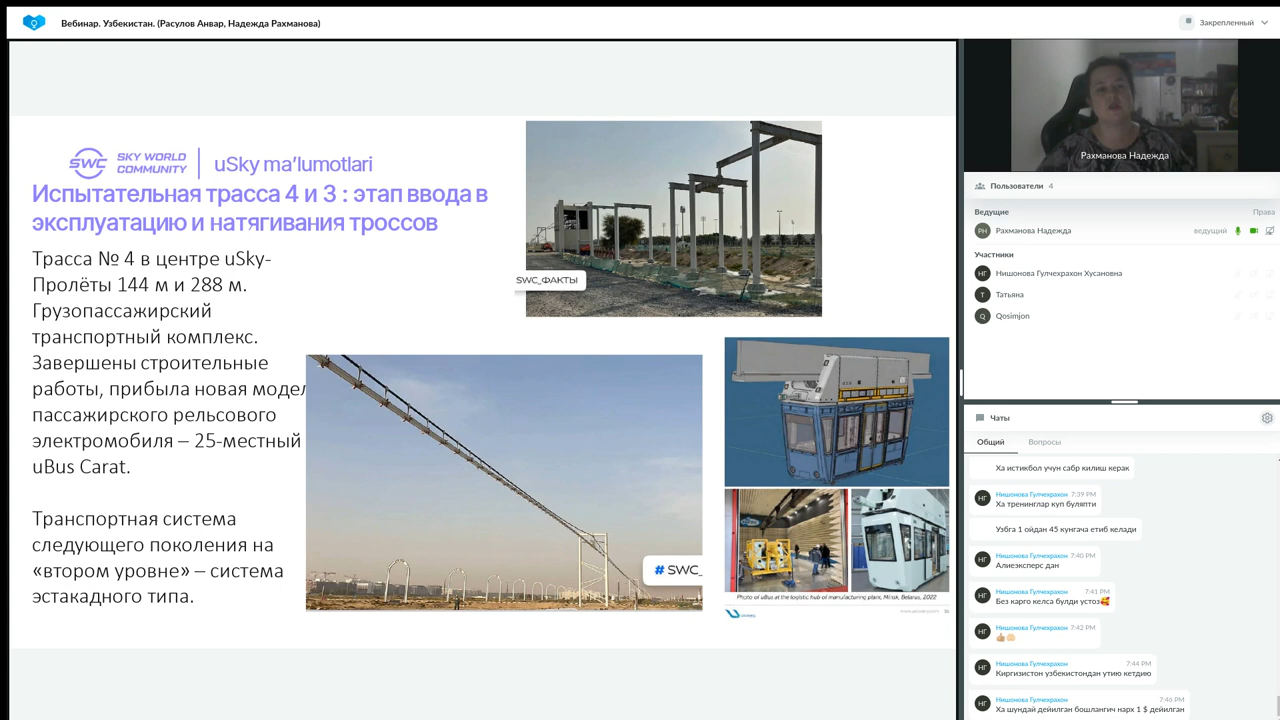 Вебинар. Узбекистан. (Расулов Анвар, Надежда Рахманова)
Закрепленный
SWC SKY WORLD COMMUNITY
uSky ma'lumotlari
Испытательная трасса 4 и 3 : этап ввода в
эксплуатацию и натягивания троссов
Трасса № 4 в центре uSky-
Пролёты 144 м и 288 м.
Грузопассажирский
транспортный комплекс.
Завершены строительные
работы, прибыла новая модел
пассажирского рельсового
электромобиля – 25-местный
uBus Carat.
Транспортная система
следующего поколения на
«втором уровне» – система
эстакадного типа.
SWC_ФАКТЫ
# SWC_
Photo of uBus at the logistic hub of manufacturing plant, Minsk, Belarus, 2022
Рахманова Надежда
Пользователи 4
Ведущие
Права
РН
Рахманова Надежда
ведущий
Участники
НГ
Нишонова Гулчехрахон Хусановна
Т
Татьяна
Q
Qosimjon
Чаты
Общий
Вопросы
Ха истикбол учун сабр килиш керак
НГ
Нишонова Гулчехрахон 7:39 PM
Ха тренинглар куп буляпти
Узбга 1 ойдан 45 кунгача етиб келади
НГ
Нишонова Гулчехрахон 7:40 PM
Алиеэксперс дан
НГ
Нишонова Гулчехрахон 7:41 PM
Без карго келса булди устоз🥰
НГ
Нишонова Гулчехрахон 7:42 PM
НГ
Нишонова Гулчехрахон 7:44 PM
Киргизистон узбекистондан утию кетдию
НГ
Нишонова Гулчехрахон 7:46 PM
Ха шундай дейилган бошлангич нарх 1 $ дейилган